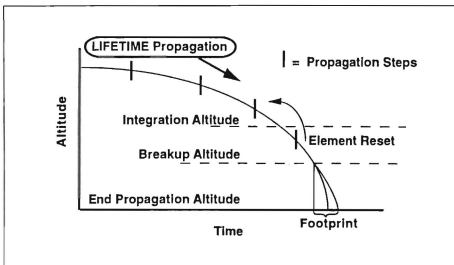 LIFETIME Propagation
| = Propagation Steps
Integration Altitude
Element Reset
Breakup Altitude
End Propagation Altitude
Footprint
Time
Altitude